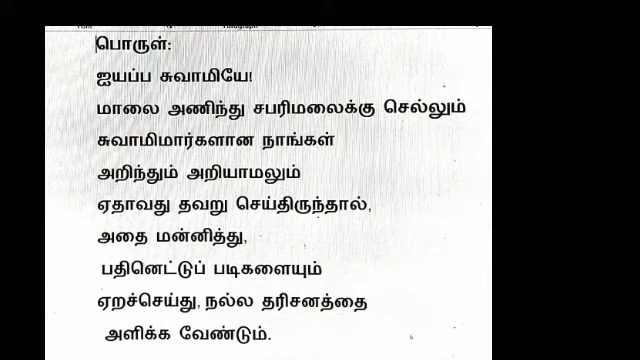 பொருள்:
ஐயப்ப சுவாமியே!
மாலை அணிந்து சபரிமலைக்கு செல்லும்
சுவாமிமார்களான நாங்கள்
அறிந்தும் அறியாமலும்
ஏதாவது தவறு செய்திருந்தால்,
அதை மன்னித்து,
பதினெட்டுப் படிகளையும்
ஏறச்செய்து, நல்ல தரிசனத்தை
அளிக்க வேண்டும்.